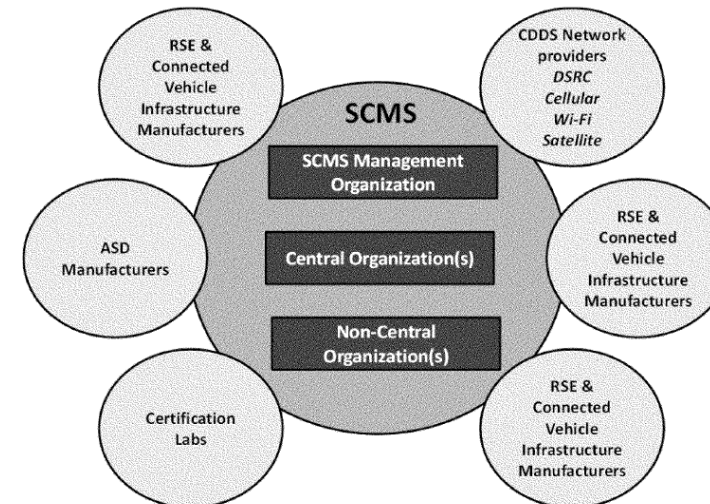 RSE &
Connected
Vehicle
Infrastructure
Manufacturers
CDDS Network
providers
DSRC
Cellular
Wi-Fi
Satellite
SCMS
SCMS Management
Organization
ASD
Manufacturers
Central Organization(s)
RSE &
Connected
Vehicle
Infrastructure
Manufacturers
Non-Central
Organization(s)
Certification
Labs
RSE &
Connected
Vehicle
Infrastructure
Manufacturers